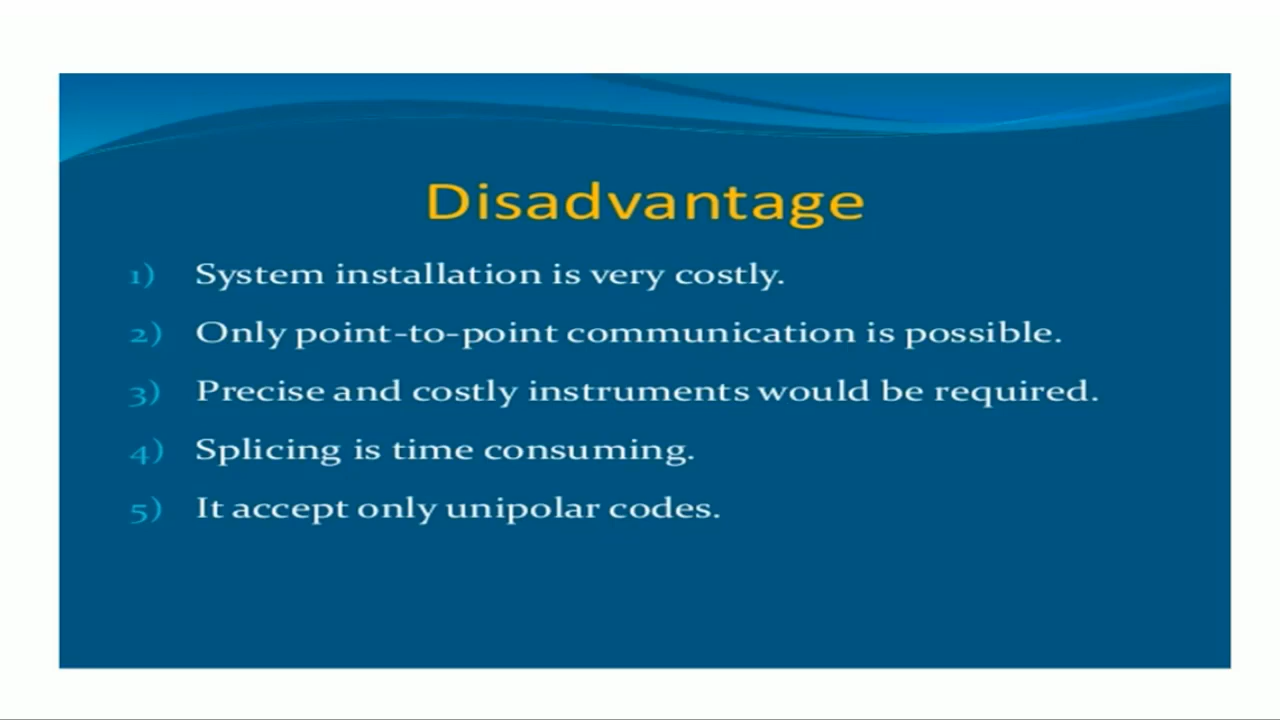 Disadvantage
1) System installation is very costly.
2) Only point-to-point communication is possible.
3) Precise and costly instruments would be required.
4) Splicing is time consuming.
5) It accept only unipolar codes.